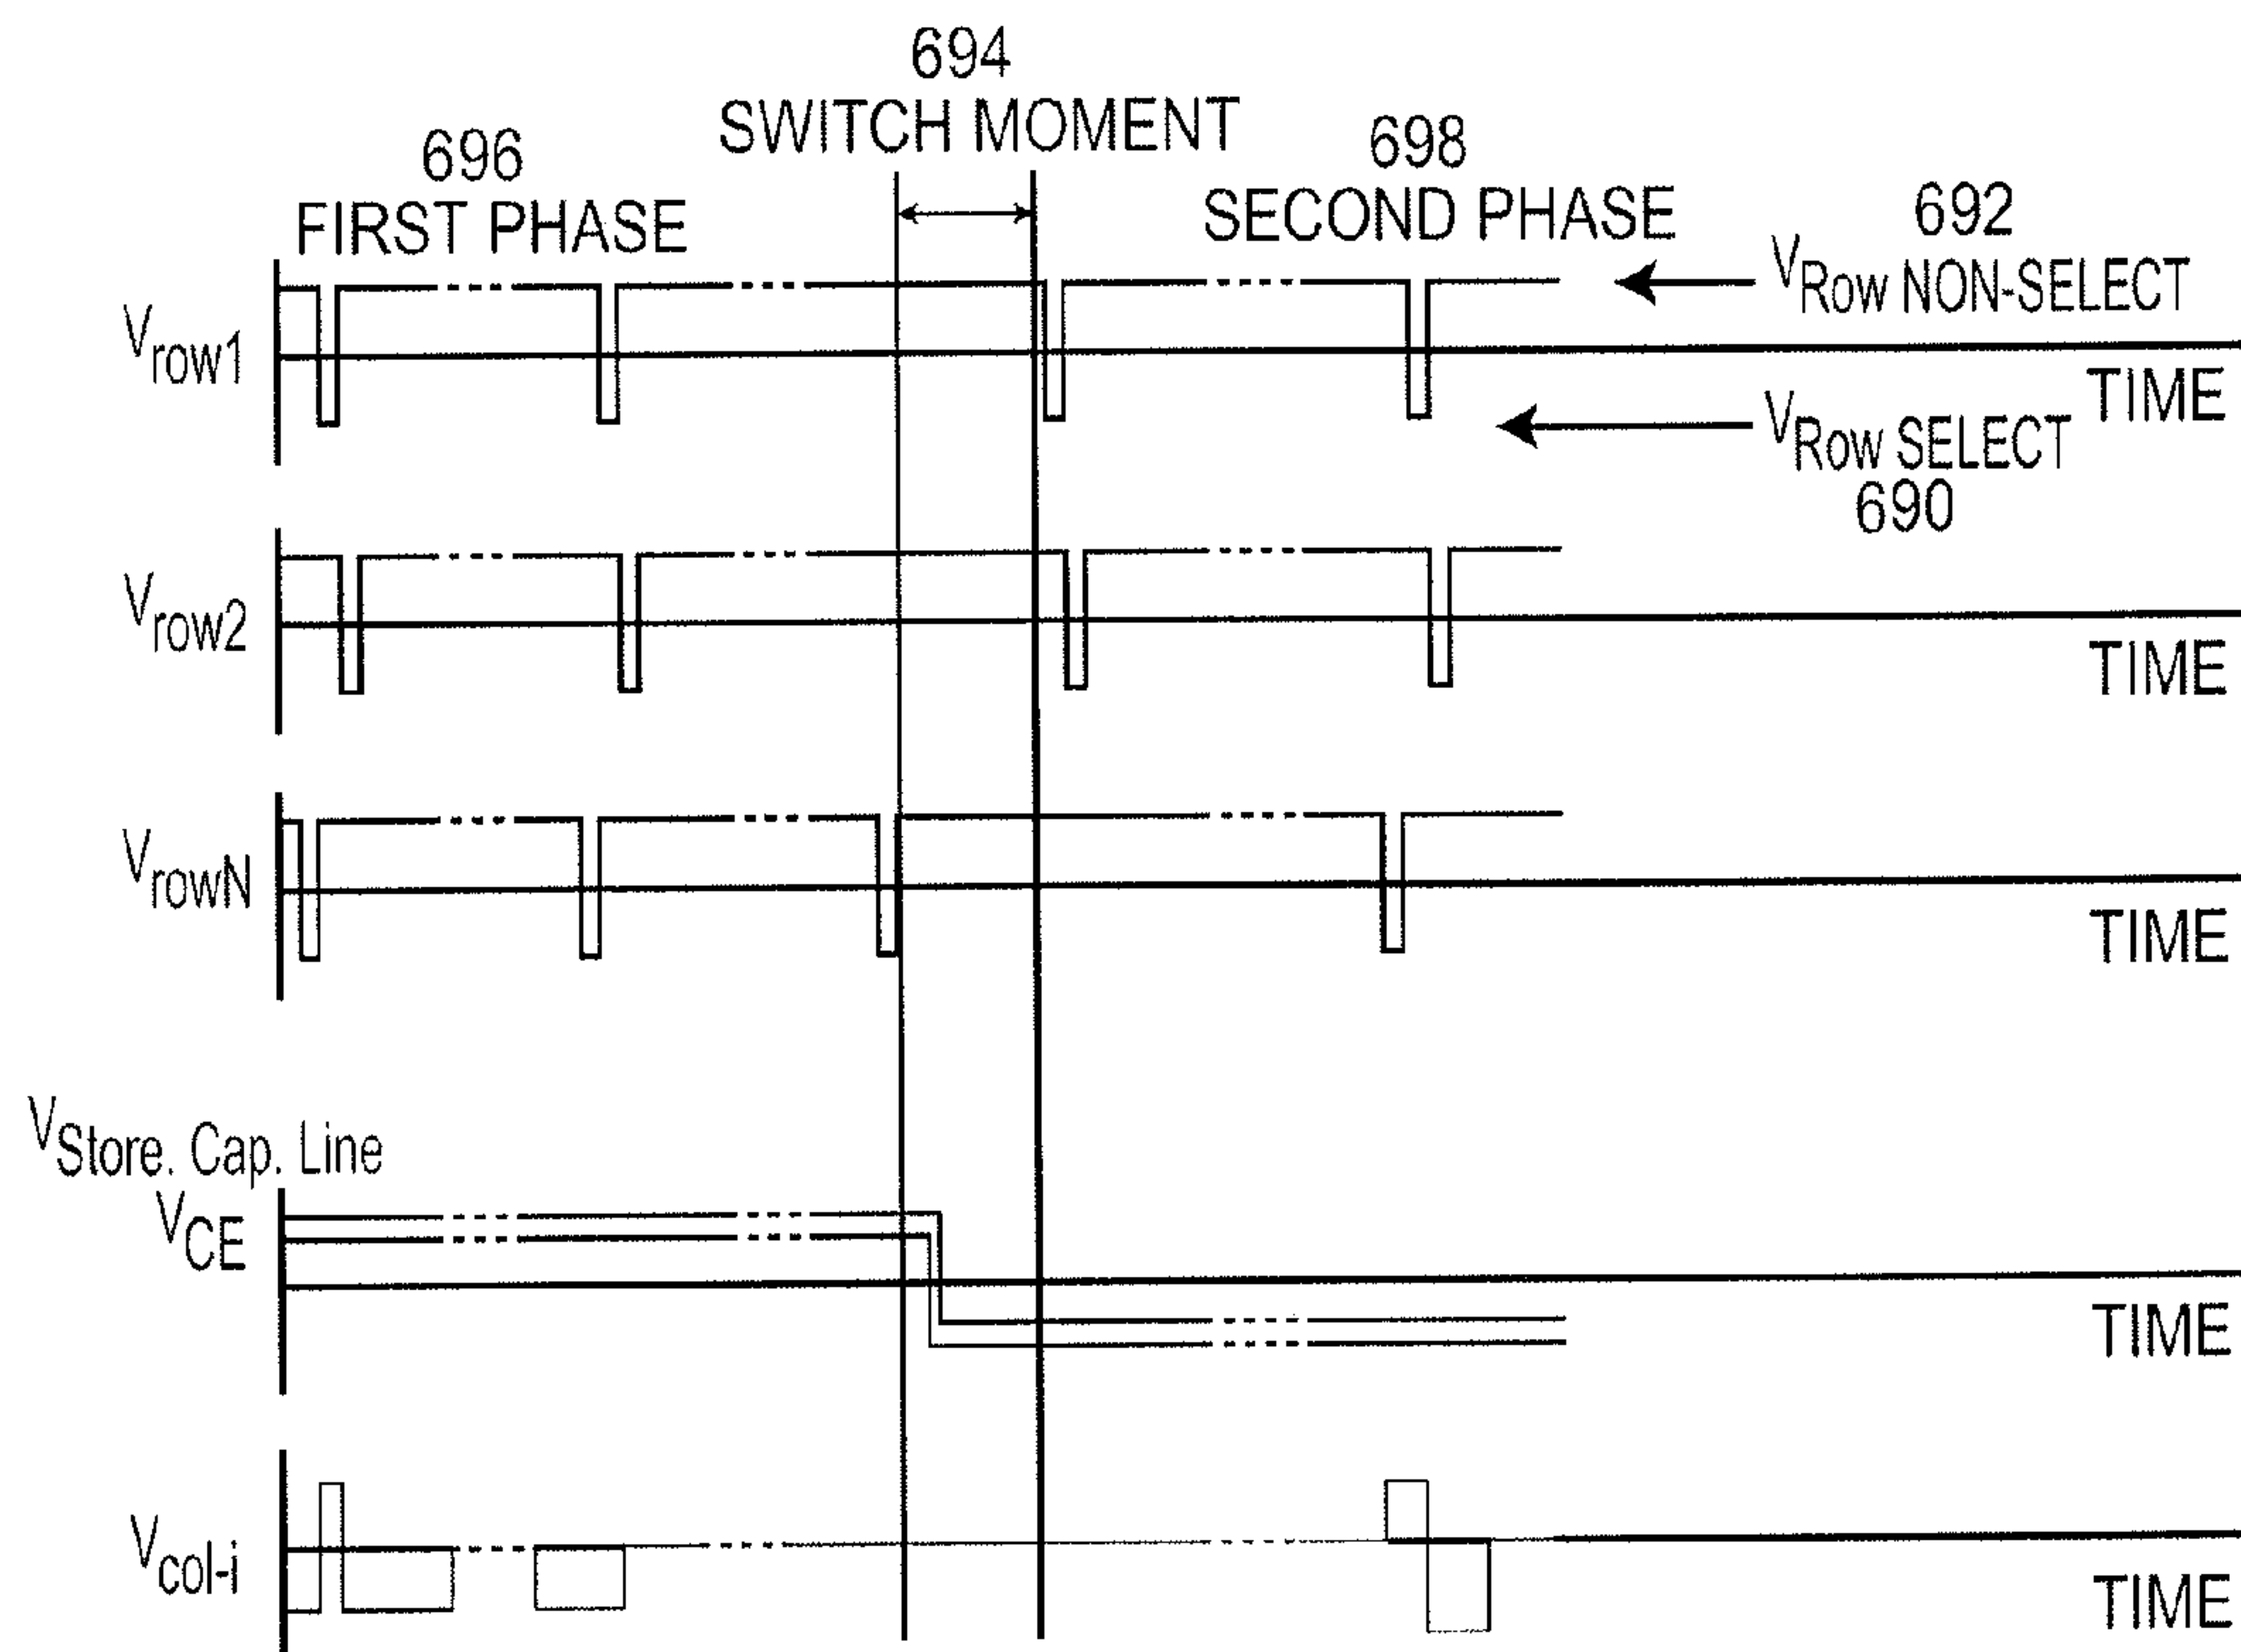 694
SWITCH MOMENT
696
FIRST PHASE
698
SECOND PHASE
692
VRow NON-SELECT
Vrow1
TIME
VRow SELECT
690
Vrow2
TIME
VrowN
TIME
VStore. Cap. Line
VCE
TIME
Vcol-i
TIME